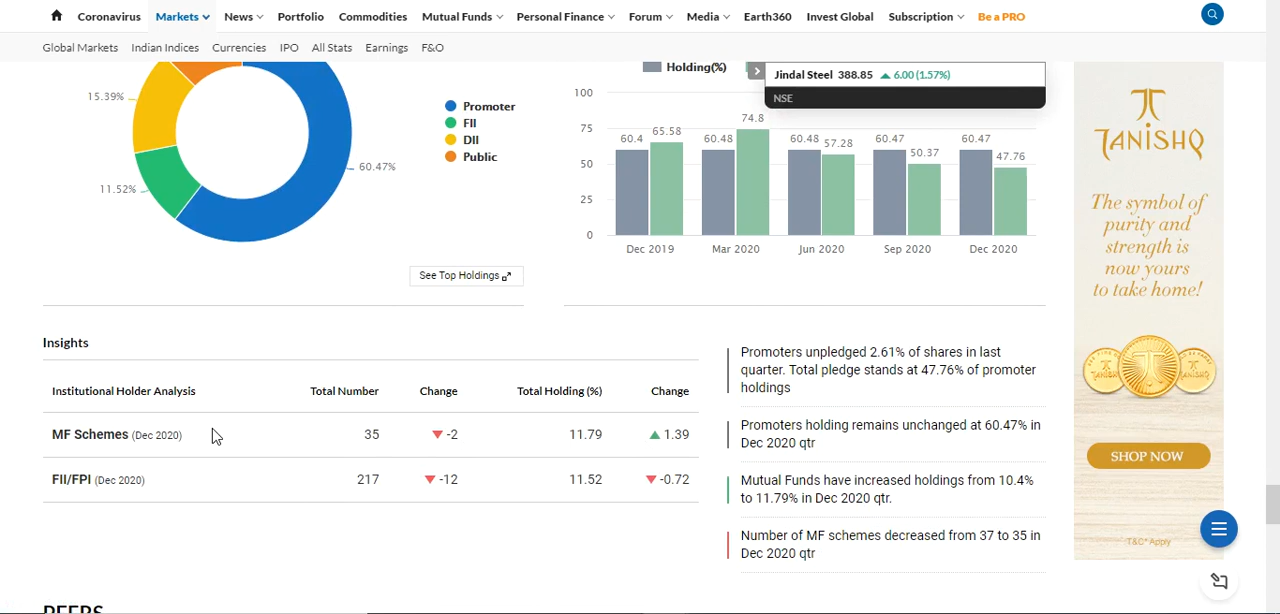 Coronavirus Markets News Portfolio Commodities Mutual Funds Personal Finance Forum Media Earth360 Invest Global Subscription Be a PRO
Global Markets Indian Indices Currencies IPO All Stats Earnings F&O
15.39%
11.52%
60.47%
Promoter
FII
DII
Public
See Top Holdings
Holding(%)
Jindal Steel 388.85 6.00 (1.57%)
NSE
100
75
50
25
0
60.4 65.58 60.48 74.8 60.48 57.28 60.47 50.37 60.47 47.76
Dec 2019 Mar 2020 Jun 2020 Sep 2020 Dec 2020
Insights
Institutional Holder Analysis Total Number Change Total Holding (%) Change
MF Schemes (Dec 2020) 35 -2 11.79 1.39
FII/FPI (Dec 2020) 217 -12 11.52 -0.72
Promoters unpledged 2.61% of shares in last
quarter. Total pledge stands at 47.76% of promoter
holdings
Promoters holding remains unchanged at 60.47% in
Dec 2020 qtr
Mutual Funds have increased holdings from 10.4%
to 11.79% in Dec 2020 qtr.
Number of MF schemes decreased from 37 to 35 in
Dec 2020 qtr
TANISHQ
The symbol of
purity and
strength is
now yours
to take home!
TANISHQ
TANISHQ
SHOP NOW
T&C* Apply
PEERS